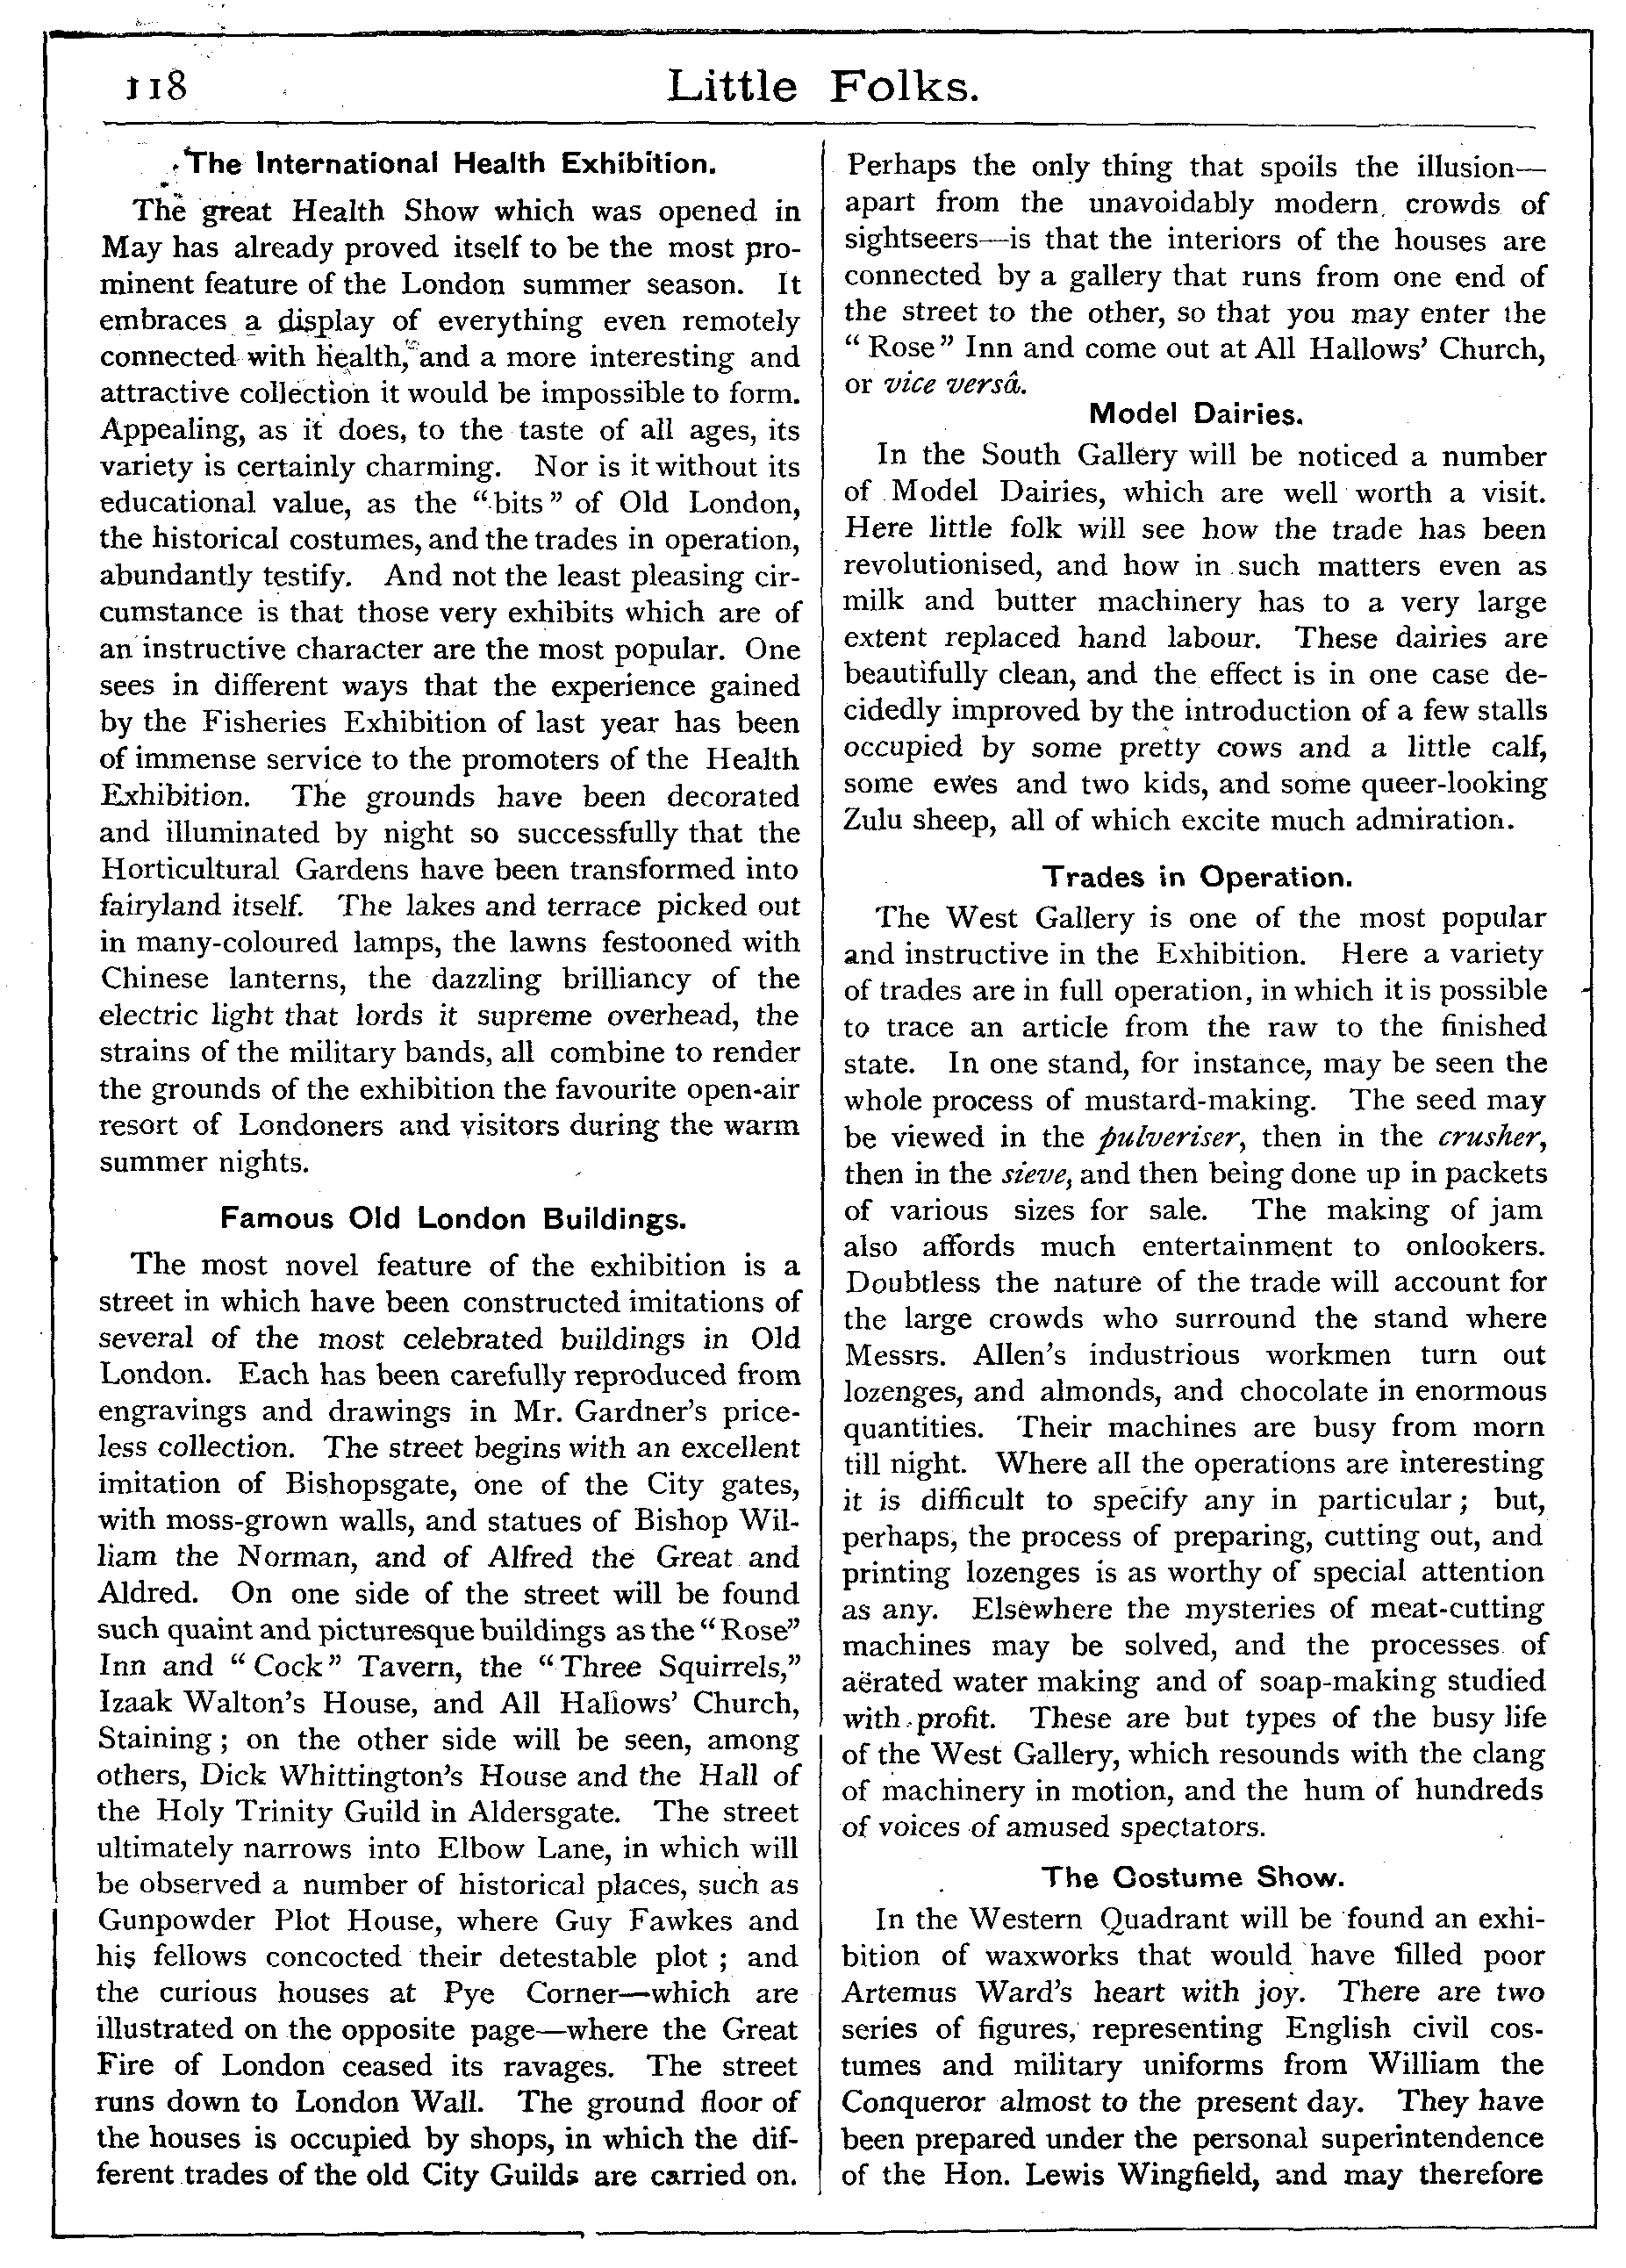 118
Little Folks.
The International Health Exhibition.
The great Health Show which was opened in
May has already proved itself to be the most pro-
minent feature of the London summer season. It
embraces a display of everything even remotely
connected with health, and a more interesting and
attractive collection it would be impossible to form.
Appealing, as it does, to the taste of all ages, its
variety is certainly charming. Nor is it without its
educational value, as the "bits" of Old London,
the historical costumes, and the trades in operation,
abundantly testify. And not the least pleasing cir-
cumstance is that those very exhibits which are of
an instructive character are the most popular. One
sees in different ways that the experience gained
by the Fisheries Exhibition of last year has been
of immense service to the promoters of the Health
Exhibition. The grounds have been decorated
and illuminated by night so successfully that the
Horticultural Gardens have been transformed into
fairyland itself. The lakes and terrace picked out
in many-coloured lamps, the lawns festooned with
Chinese lanterns, the dazzling brilliancy of the
electric light that lords it supreme overhead, the
strains of the military bands, all combine to render
the grounds of the exhibition the favourite open-air
resort of Londoners and visitors during the warm
summer nights.
Famous Old London Buildings.
The most novel feature of the exhibition is a
street in which have been constructed imitations of
several of the most celebrated buildings in Old
London. Each has been carefully reproduced from
engravings and drawings in Mr. Gardner's price-
less collection. The street begins with an excellent
imitation of Bishopsgate, one of the City gates,
with moss-grown walls, and statues of Bishop Wil-
liam the Norman, and of Alfred the Great and
Aldred. On one side of the street will be found
such quaint and picturesque buildings as the "Rose"
Inn and "Cock" Tavern, the "Three Squirrels,"
Izaak Walton's House, and All Hallows' Church,
Staining; on the other side will be seen, among
others, Dick Whittington's House and the Hall of
the Holy Trinity Guild in Aldersgate. The street
ultimately narrows into Elbow Lane, in which will
be observed a number of historical places, such as
Gunpowder Plot House, where Guy Fawkes and
his fellows concocted their detestable plot; and
the curious houses at Pye Corner—which are
illustrated on the opposite page—where the Great
Fire of London ceased its ravages. The street
runs down to London Wall. The ground floor of
the houses is occupied by shops, in which the dif-
ferent trades of the old City Guilds are carried on.
Perhaps the only thing that spoils the illusion—
apart from the unavoidably modern crowds of
sightseers—is that the interiors of the houses are
connected by a gallery that runs from one end of
the street to the other, so that you may enter the
"Rose" Inn and come out at All Hallows' Church,
or vice versâ.
Model Dairies.
In the South Gallery will be noticed a number
of Model Dairies, which are well worth a visit.
Here little folk will see how the trade has been
revolutionised, and how in such matters even as
milk and butter machinery has to a very large
extent replaced hand labour. These dairies are
beautifully clean, and the effect is in one case de-
cidedly improved by the introduction of a few stalls
occupied by some pretty cows and a little calf,
some ewes and two kids, and some queer-looking
Zulu sheep, all of which excite much admiration.
Trades in Operation.
The West Gallery is one of the most popular
and instructive in the Exhibition. Here a variety
of trades are in full operation, in which it is possible
to trace an article from the raw to the finished
state. In one stand, for instance, may be seen the
whole process of mustard-making. The seed may
be viewed in the pulveriser, then in the crusher,
then in the sieve, and then being done up in packets
of various sizes for sale. The making of jam
also affords much entertainment to onlookers.
Doubtless the nature of the trade will account for
the large crowds who surround the stand where
Messrs. Allen's industrious workmen turn out
lozenges, and almonds, and chocolate in enormous
quantities. Their machines are busy from morn
till night. Where all the operations are interesting
it is difficult to specify any in particular; but,
perhaps, the process of preparing, cutting out, and
printing lozenges is as worthy of special attention
as any. Elsewhere the mysteries of meat-cutting
machines may be solved, and the processes of
aërated water making and of soap-making studied
with profit. These are but types of the busy life
of the West Gallery, which resounds with the clang
of machinery in motion, and the hum of hundreds
of voices of amused spectators.
The Costume Show.
In the Western Quadrant will be found an exhi-
bition of waxworks that would have filled poor
Artemus Ward's heart with joy. There are two
series of figures, representing English civil cos-
tumes and military uniforms from William the
Conqueror almost to the present day. They have
been prepared under the personal superintendence
of the Hon. Lewis Wingfield, and may therefore